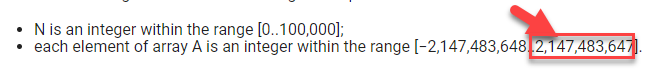 • N is an integer within the range [0..100,000];
• each element of array A is an integer within the range [−2,147,483,648..2,147,483,647].